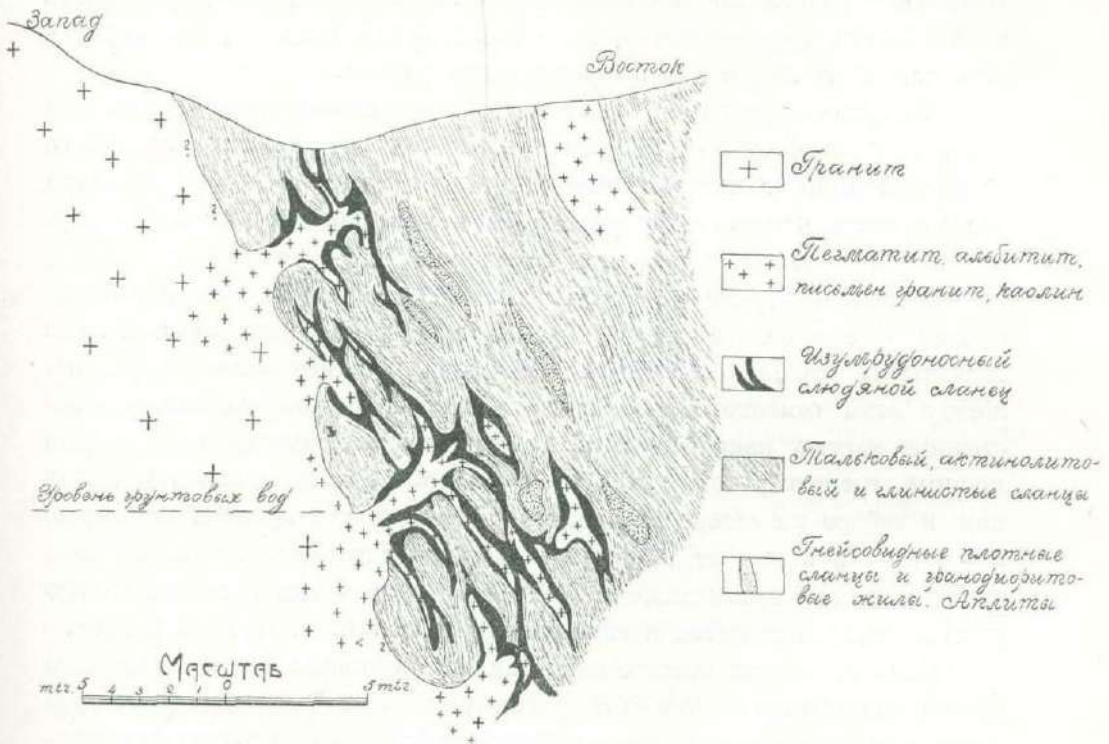 Запад
Восток
Гранит
Пегматит, альбитит,
письмен гранит, каолин
Изумрудоносный
слюдяной сланец
Тальковый, актинолито-
вый и глинистые сланцы
Гнейсовидные плотные
сланцы и гранодиорито-
вые жилы. Аплиты
Уровень грунтовых вод
?
?
?
Масштаб
mtr. 5 4 3 2 1 0 5 mtr.